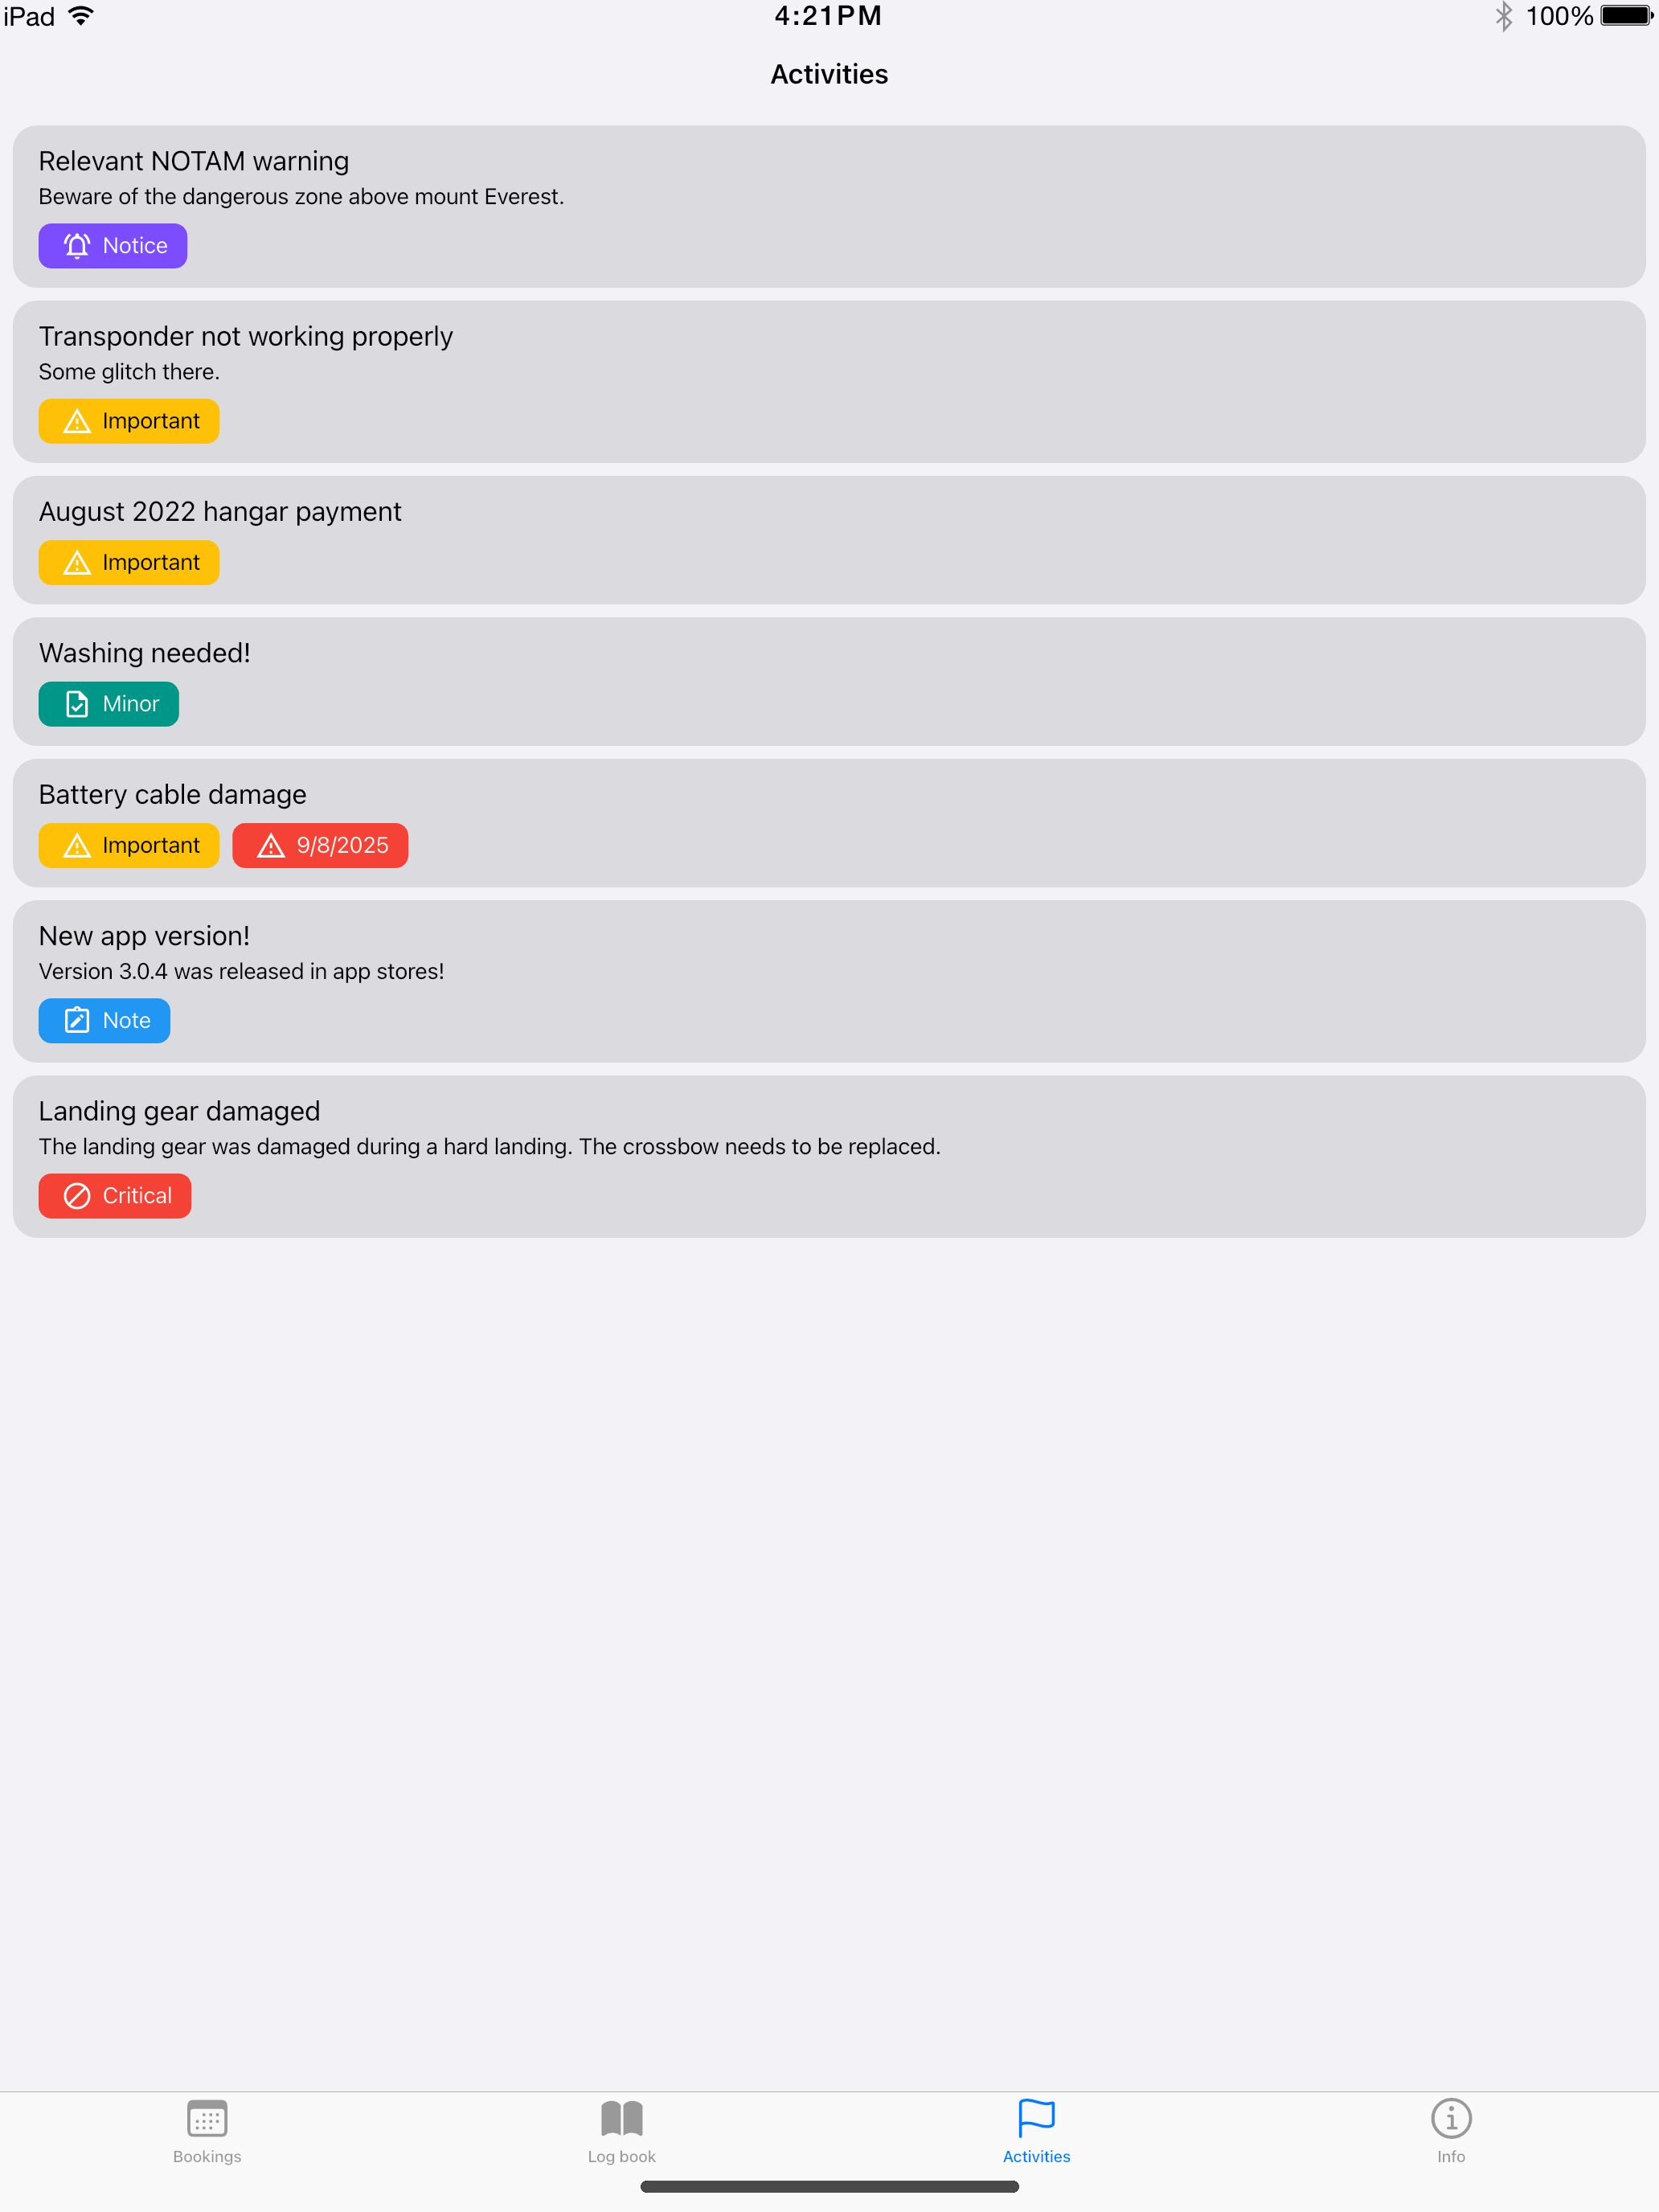 iPad 4:21PM 100%
Activities
Relevant NOTAM warning
Beware of the dangerous zone above mount Everest.
Notice
Transponder not working properly
Some glitch there.
Important
August 2022 hangar payment
Important
Washing needed!
Minor
Battery cable damage
Important 9/8/2025
New app version!
Version 3.0.4 was released in app stores!
Note
Landing gear damaged
The landing gear was damaged during a hard landing. The crossbow needs to be replaced.
Critical
Bookings Log book Activities Info